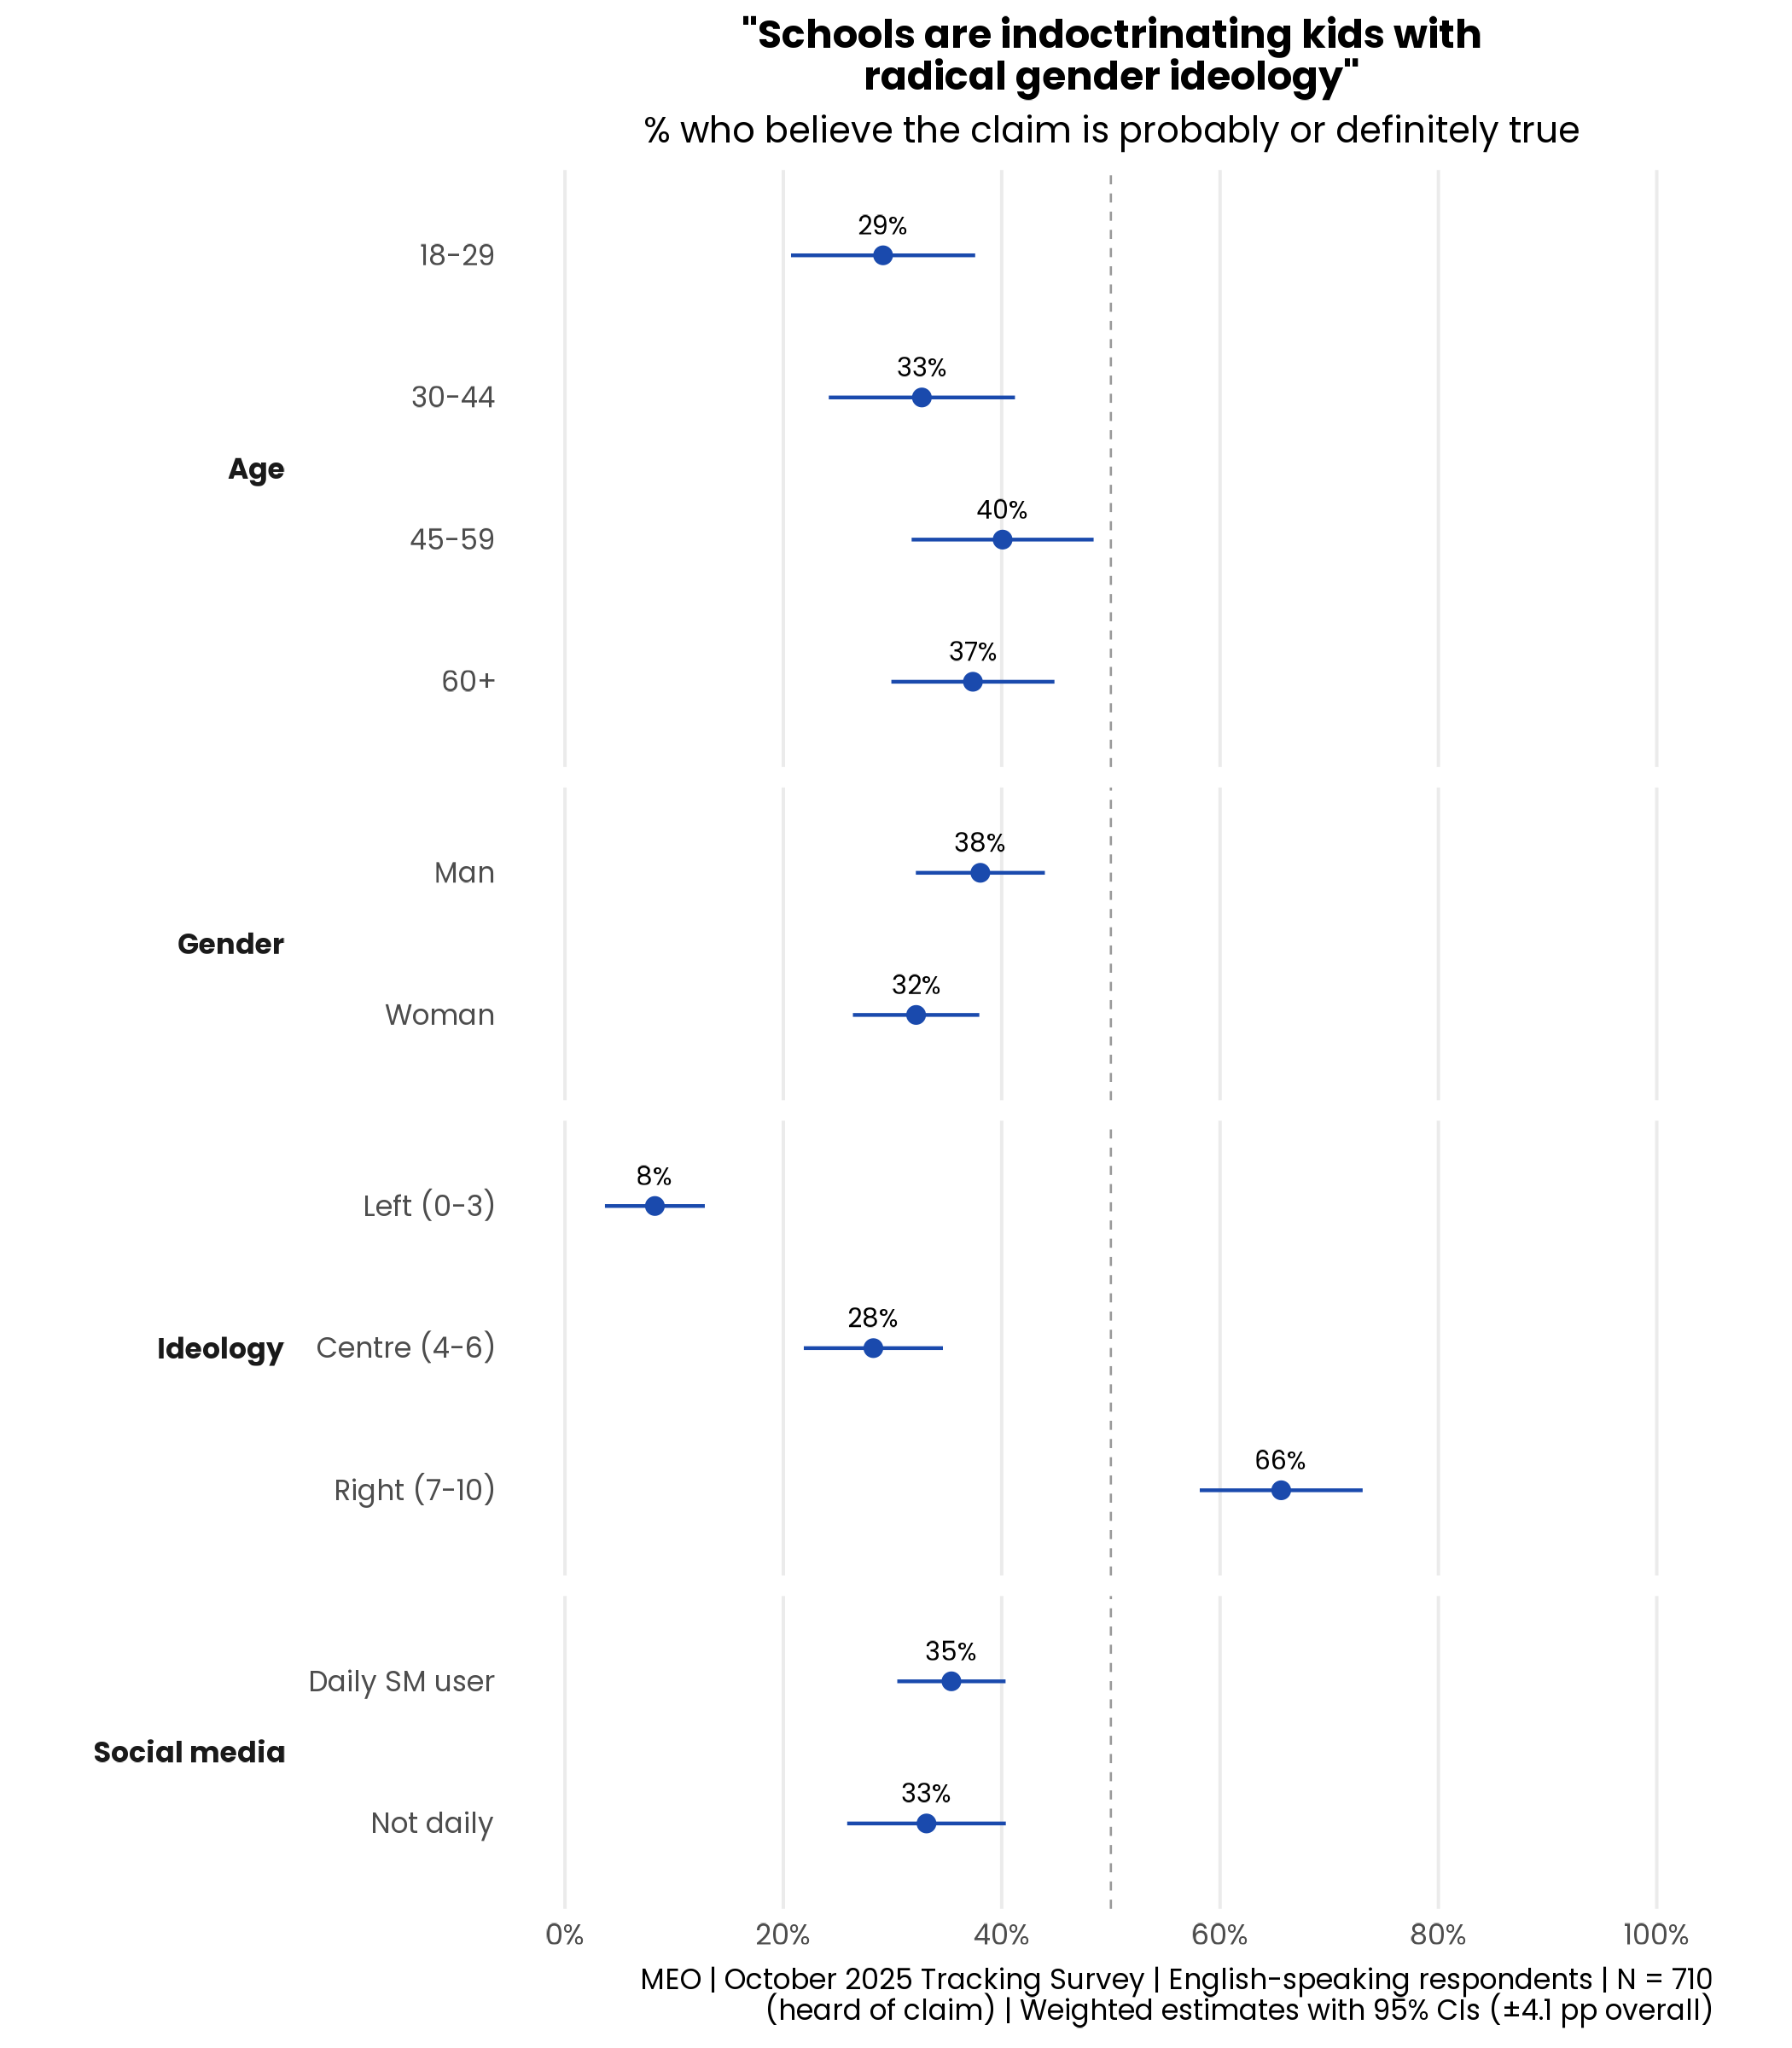 "Schools are indoctrinating kids with
radical gender ideology"
% who believe the claim is probably or definitely true
Age
18-29
29%
30-44
33%
45-59
40%
60+
37%
Gender
Man
38%
Woman
32%
Ideology
Left (0-3)
8%
Centre (4-6)
28%
Right (7-10)
66%
Social media
Daily SM user
35%
Not daily
33%
0% 20% 40% 60% 80% 100%
MEO | October 2025 Tracking Survey | English-speaking respondents | N = 710
(heard of claim) | Weighted estimates with 95% CIs (±4.1 pp overall)